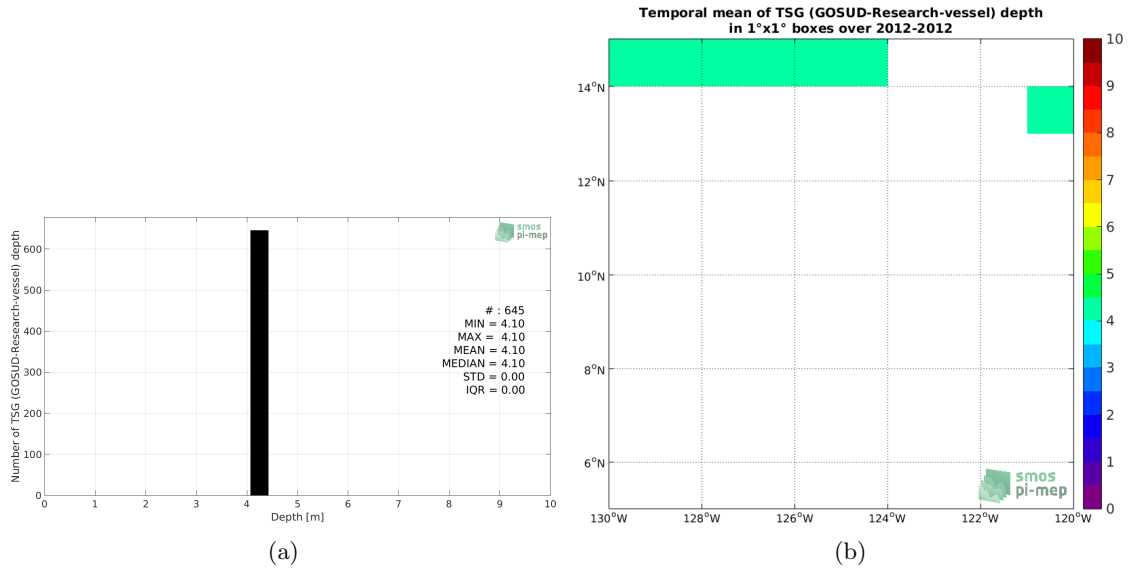 smos
pi-mep
Number of TSG (GOSUD-Research-vessel) depth
600
500
400
300
200
100
0
# : 645
MIN = 4.10
MAX = 4.10
MEAN = 4.10
MEDIAN = 4.10
STD = 0.00
IQR = 0.00
0 1 2 3 4 5 6 7 8 9 10
Depth [m]
(a)
Temporal mean of TSG (GOSUD-Research-vessel) depth
in 1°x1° boxes over 2012-2012
14°N
12°N
10°N
8°N
6°N
130°W 128°W 126°W 124°W 122°W 120°W
smos
pi-mep
10
9
8
7
6
5
4
3
2
1
0
(b)